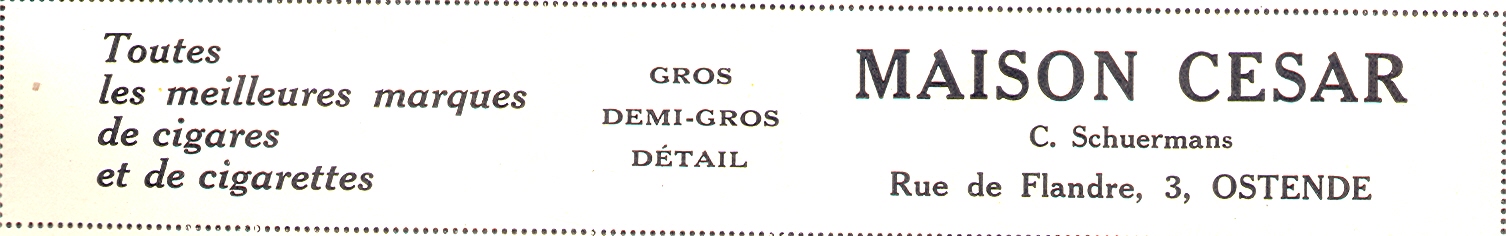 Toutes
les meilleures marques
de cigares
et de cigarettes
GROS
DEMI-GROS
DÉTAIL
MAISON CESAR
C. Schuermans
Rue de Flandre, 3, OSTENDE